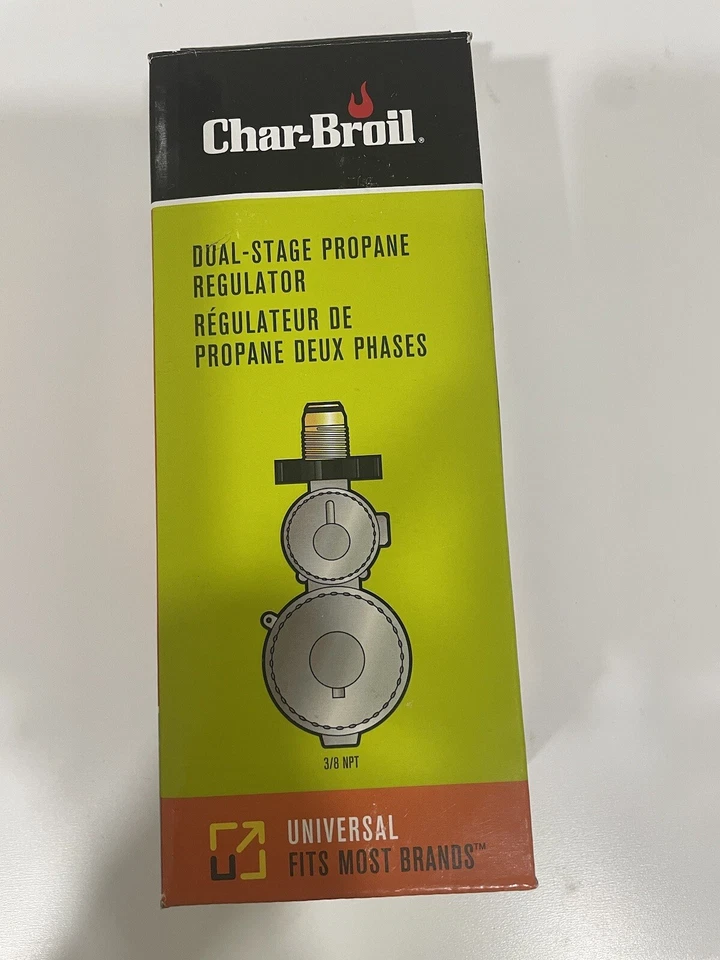 Char-Broil®
DUAL-STAGE PROPANE
REGULATOR
RÉGULATEUR DE
PROPANE DEUX PHASES
3/8 NPT
UNIVERSAL
FITS MOST BRANDS™